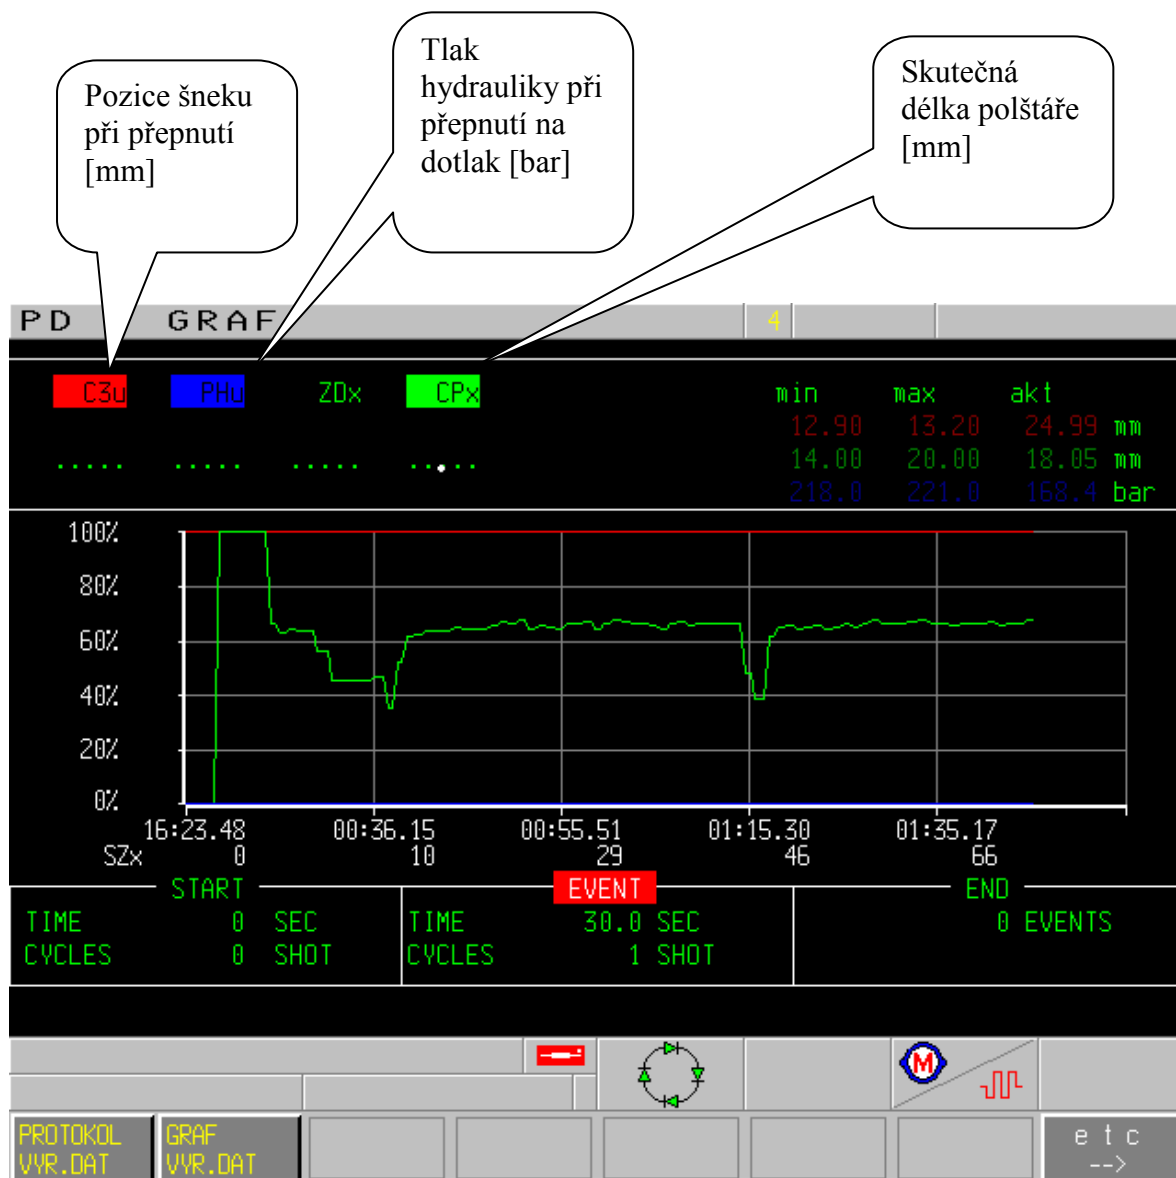 Pozice šneku
při přepnutí
[mm]
Tlak
hydrauliky při
přepnutí na
dotlak [bar]
Skutečná
délka polštáře
[mm]
PD GRAF 4
C3u PHu ZDx CPx min max akt
12.90 13.20 24.99 mm
..... ..... ..... ..... 14.00 20.00 18.05 mm
218.0 221.0 168.4 bar
100%
80%
60%
40%
20%
0%
16:23.48 00:36.15 00:55.51 01:15.30 01:35.17
SZx 0 10 29 46 66
START EVENT END
TIME 0 SEC TIME 30.0 SEC 0 EVENTS
CYCLES 0 SHOT CYCLES 1 SHOT
M
PROTOKOL GRAF etc
VYR.DAT VYR.DAT -->